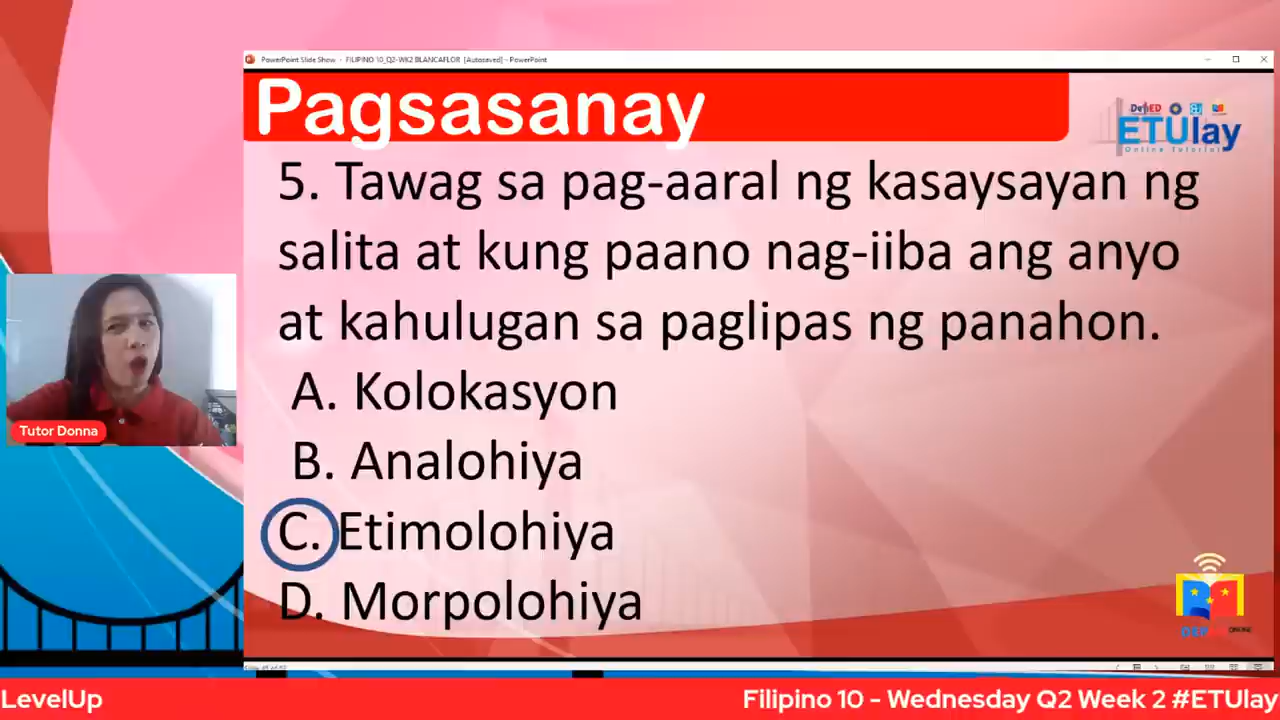 PowerPoint Slide Show - FILIPINO 10_Q2-WK2 BLANCAFLOR [Autosaved] - PowerPoint
Pagsasanay
DepED
ETUlay
Online Tutorial
5. Tawag sa pag-aaral ng kasaysayan ng
salita at kung paano nag-iiba ang anyo
at kahulugan sa paglipas ng panahon.
A. Kolokasyon
B. Analohiya
C. Etimolohiya
D. Morpolohiya
Tutor Donna
LevelUp
Filipino 10 - Wednesday Q2 Week 2 #ETUlay